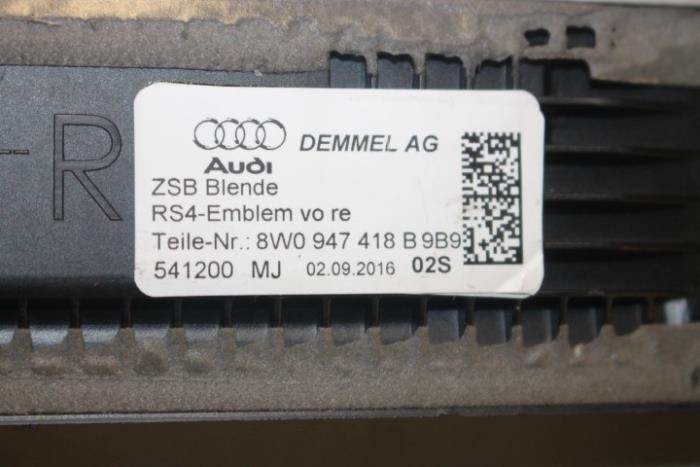 R
Audi
DEMMEL AG
ZSB Blende
RS4-Emblem vo re
Teile-Nr.: 8W0 947 418 B 9B9
541200 MJ 02.09.2016 02S